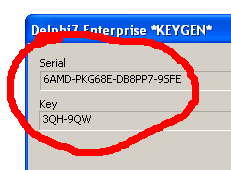 Delphi7 Enterprise *KEYGEN*
Serial
6AMD-PKG68E-DB8PP7-9SFE
Key
3QH-9QW